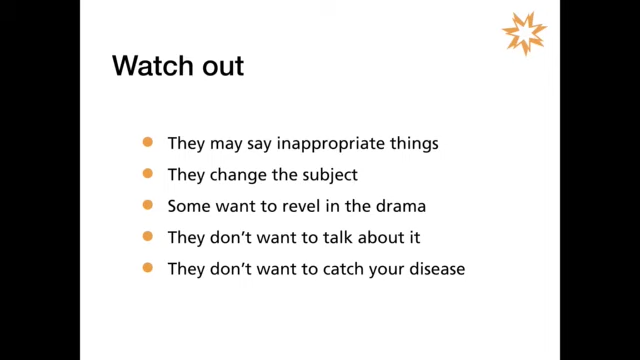 Watch out
They may say inappropriate things
They change the subject
Some want to revel in the drama
They don't want to talk about it
They don't want to catch your disease